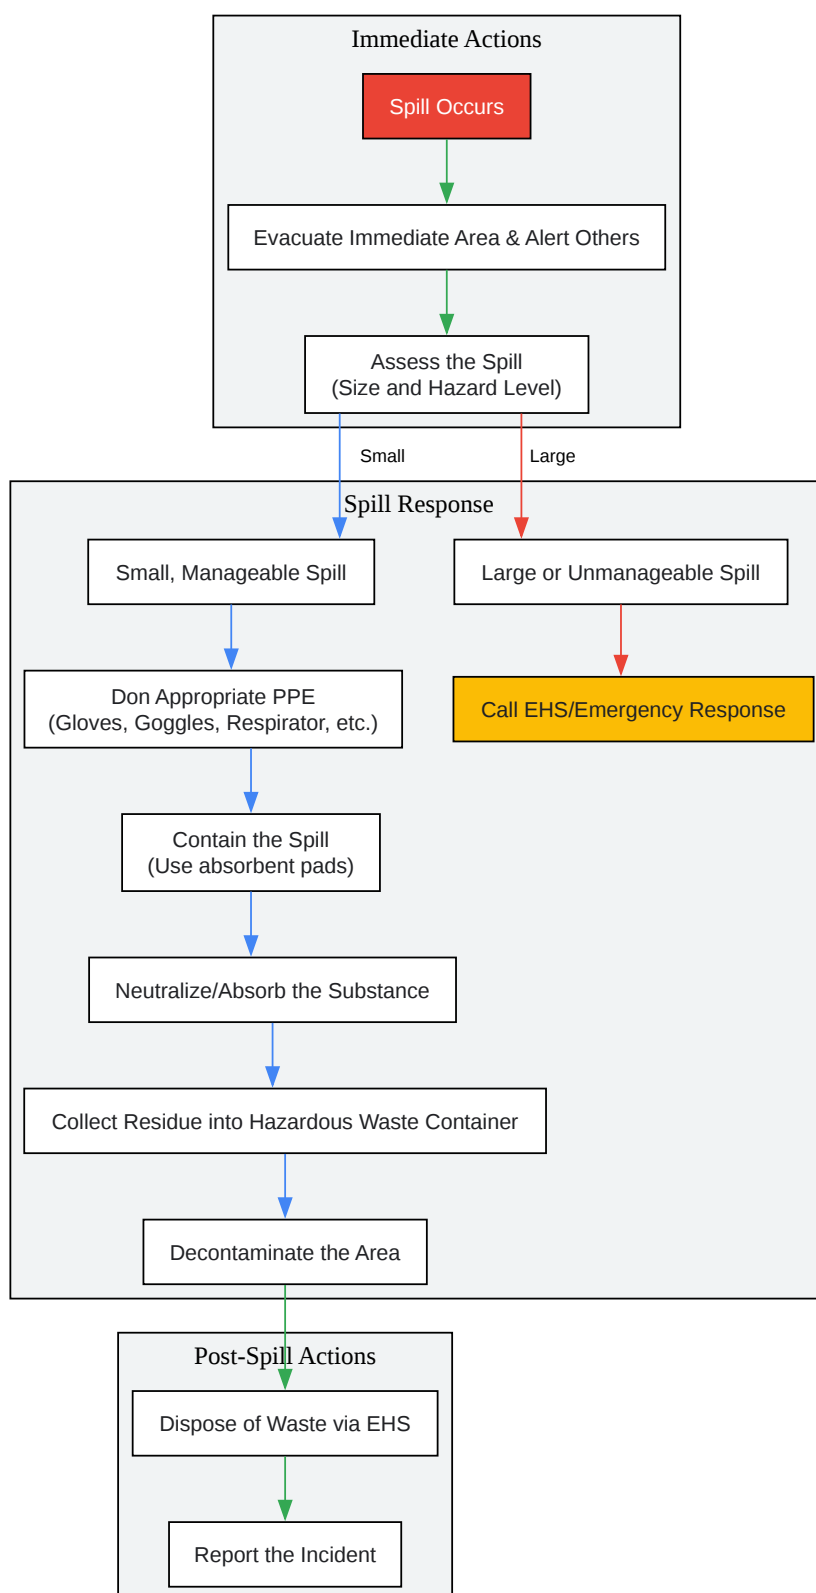 Immediate Actions
Spill Occurs
Evacuate Immediate Area & Alert Others
Assess the Spill
(Size and Hazard Level)
Small
Large
Spill Response
Small, Manageable Spill
Large or Unmanageable Spill
Don Appropriate PPE
(Gloves, Goggles, Respirator, etc.)
Call EHS/Emergency Response
Contain the Spill
(Use absorbent pads)
Neutralize/Absorb the Substance
Collect Residue into Hazardous Waste Container
Decontaminate the Area
Post-Spill Actions
Dispose of Waste via EHS
Report the Incident